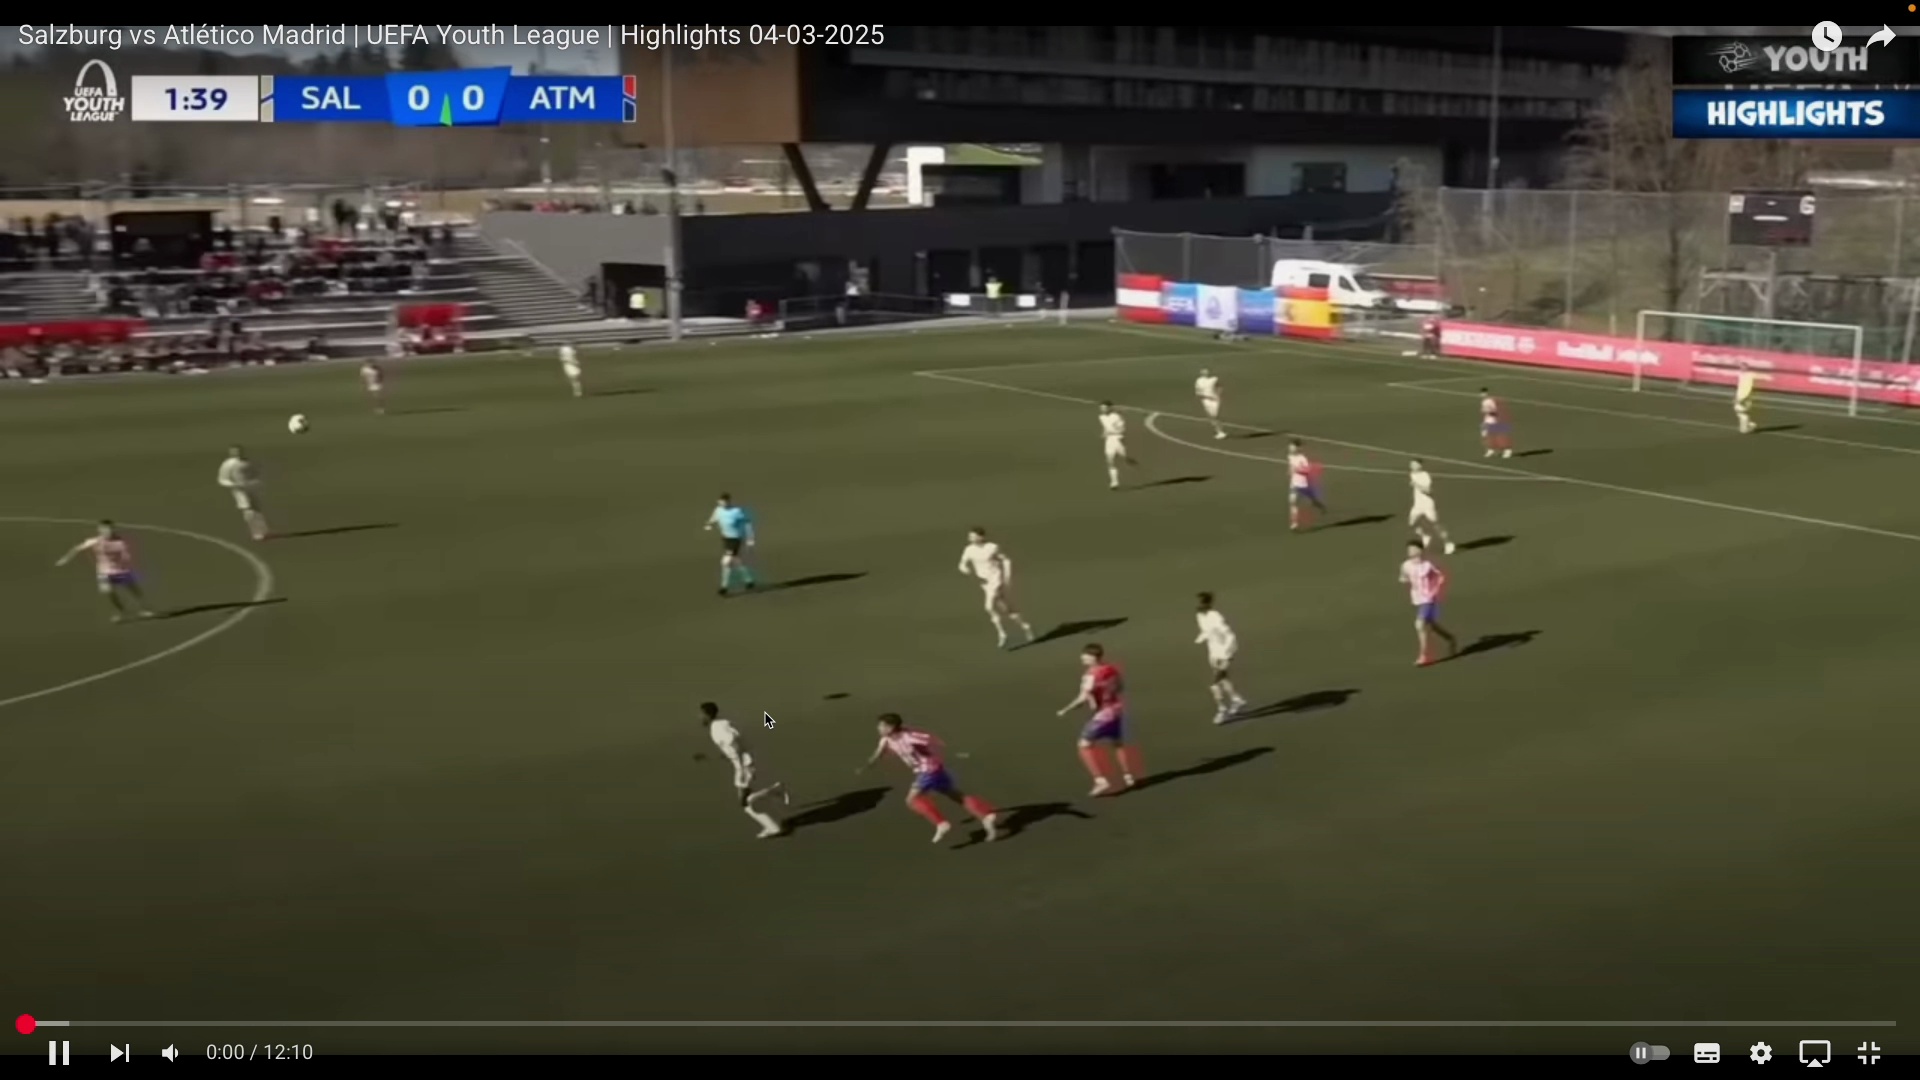 Salzburg vs Atlético Madrid | UEFA Youth League | Highlights 04-03-2025
UEFA
YOUTH
LEAGUE
1:39 SAL 0 0 ATM
YOUTH
HIGHLIGHTS
UEFA
0:00 / 12:10